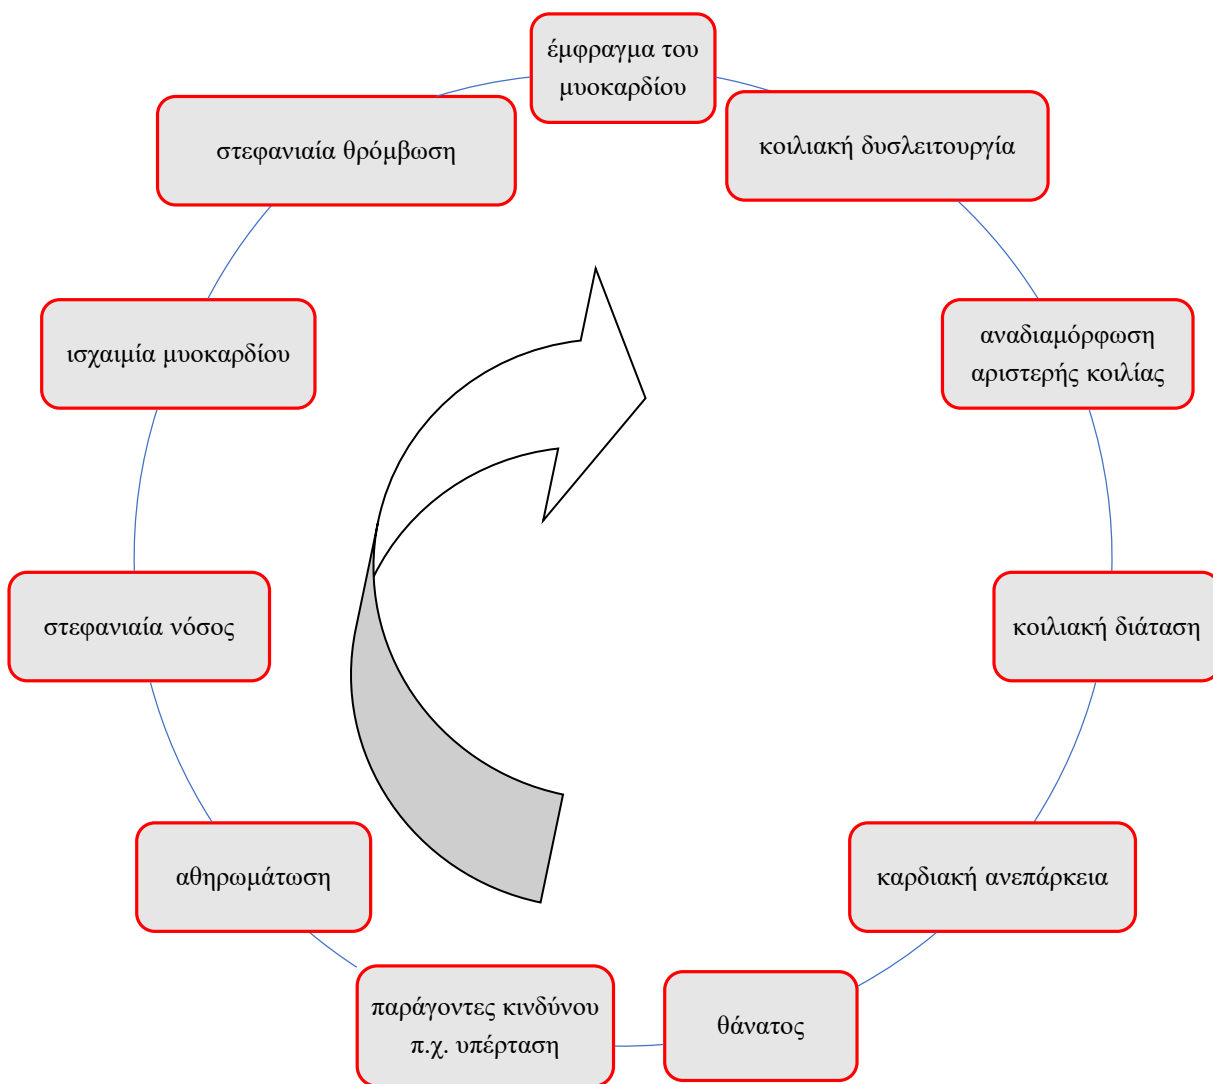 έμφραγμα του
μυοκαρδίου
κοιλιακή δυσλειτουργία
στεφανιαία θρόμβωση
αναδιαμόρφωση
αριστερής κοιλίας
ισχαιμία μυοκαρδίου
κοιλιακή διάταση
στεφανιαία νόσος
καρδιακή ανεπάρκεια
αθηρωμάτωση
θάνατος
παράγοντες κινδύνου
π.χ. υπέρταση